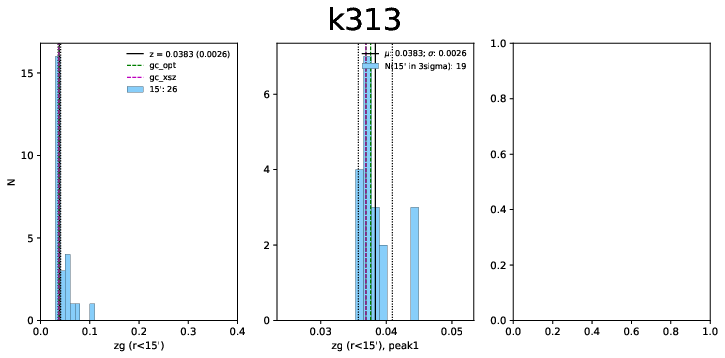 k313
z = 0.0383 (0.0026)
gc_opt
gc_xsz
15': 26
N
15
10
5
0
0.0 0.1 0.2 0.3 0.4
zg (r<15')
μ: 0.0383; σ: 0.0026
N(15' in 3sigma): 19
6
4
2
0
0.03 0.04 0.05
zg (r<15'), peak1
1.0
0.8
0.6
0.4
0.2
0.0
0.0 0.2 0.4 0.6 0.8 1.0